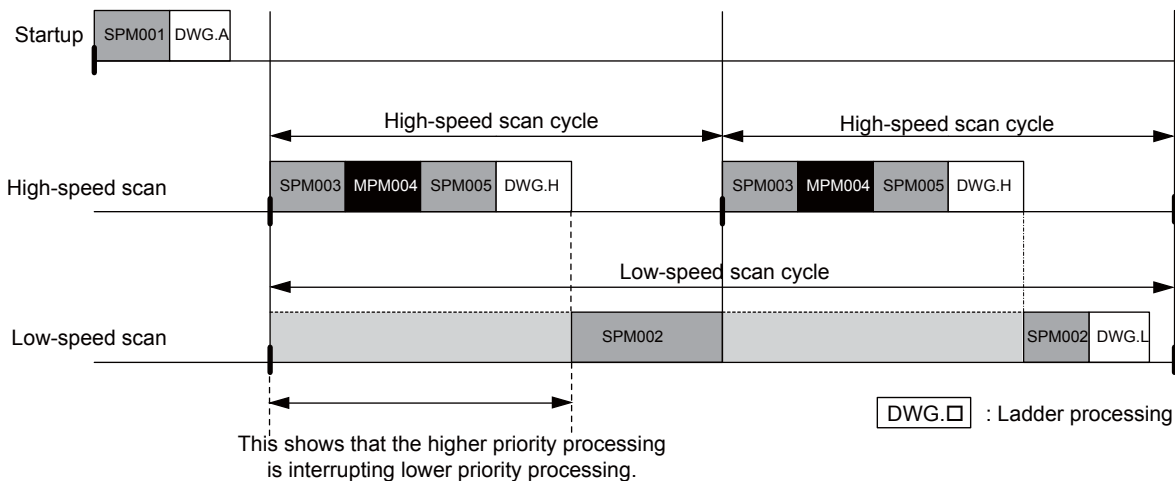 Startup SPM001 DWG.A
High-speed scan cycle High-speed scan cycle
High-speed scan SPM003 MPM004 SPM005 DWG.H SPM003 MPM004 SPM005 DWG.H
Low-speed scan cycle
Low-speed scan SPM002 SPM002 DWG.L
DWG.□ : Ladder processing
This shows that the higher priority processing
is interrupting lower priority processing.